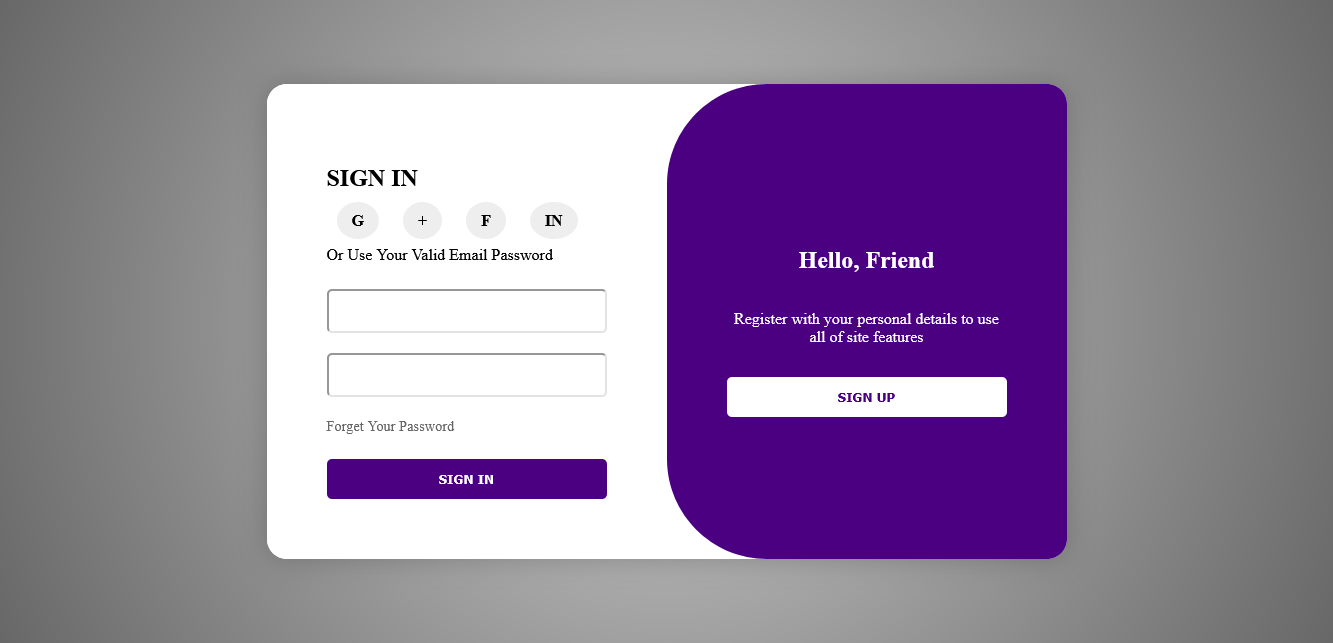 SIGN IN
G + F IN
Or Use Your Valid Email Password
Forget Your Password
SIGN IN
Hello, Friend
Register with your personal details to use
all of site features
SIGN UP